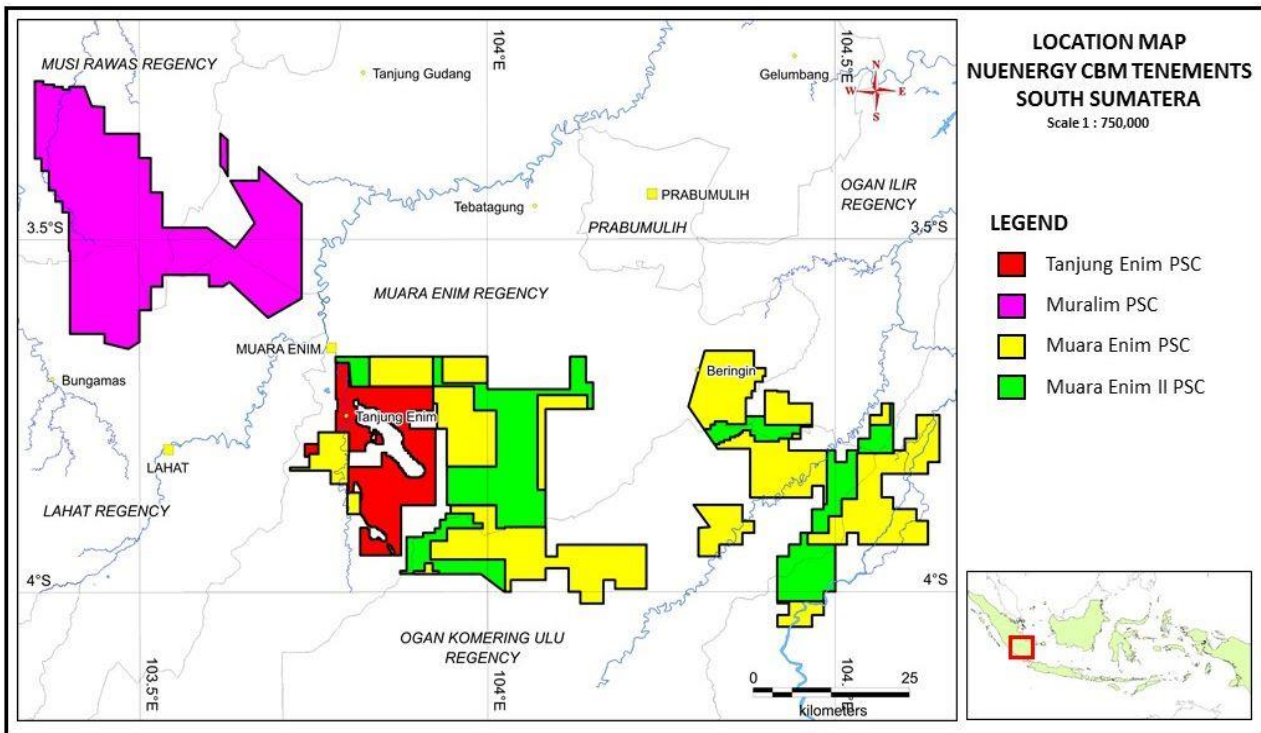 LOCATION MAP
NUENERGY CBM TENEMENTS
SOUTH SUMATERA
Scale 1 : 750,000
LEGEND
Tanjung Enim PSC
Muralim PSC
Muara Enim PSC
Muara Enim II PSC
MUSI RAWAS REGENCY
Tanjung Gudang
104°E
Gelumbang
104.5°E
N
W E
S
PRABUMULIH
OGAN ILIR
REGENCY
Tebatagung
PRABUMULIH
3.5°S
3.5°S
MUARA ENIM REGENCY
MUARA ENIM
Bungamas
Beringin
Tanjung Enim
LAHAT
LAHAT REGENCY
4°S
4°S
OGAN KOMERING ULU
REGENCY
103.5°E
104°E
104.5°E
0 25
kilometers